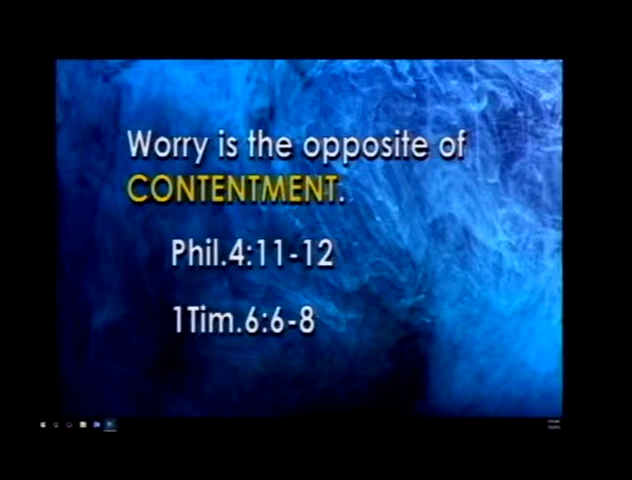 Worry is the opposite of
CONTENTMENT.
Phil.4:11-12
1Tim.6:6-8